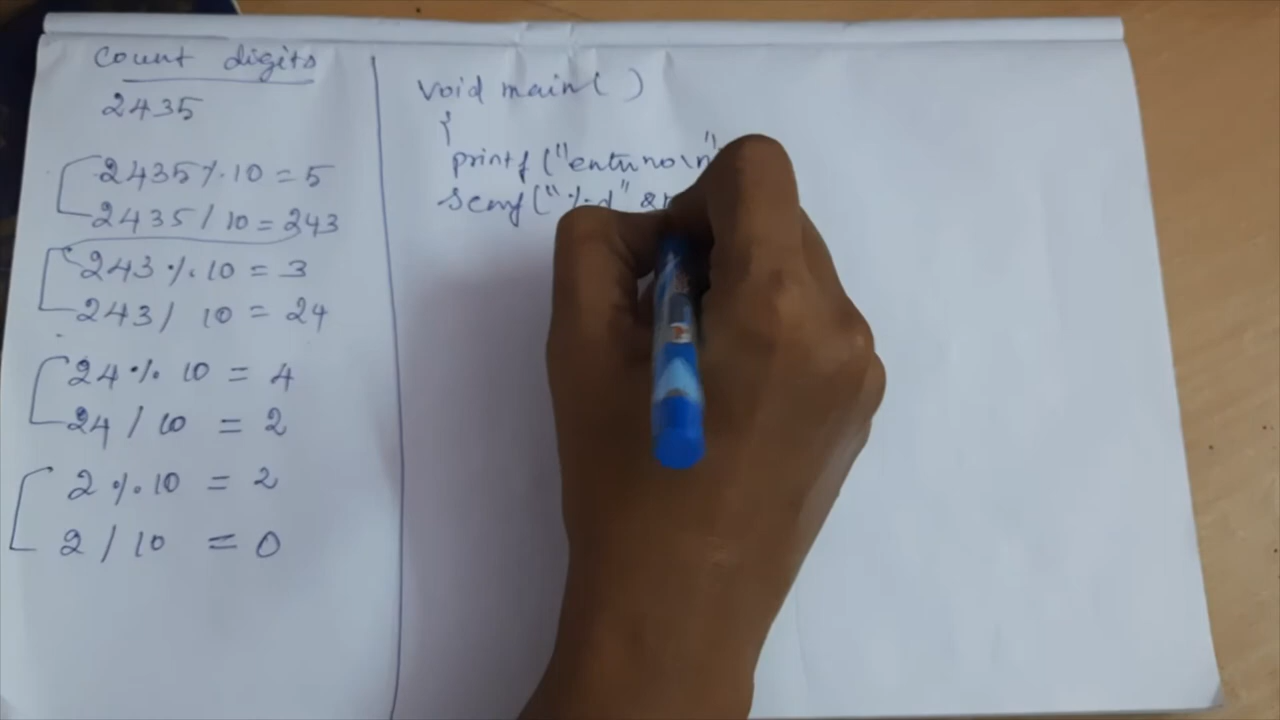 count digits
2435
2435 % 10 = 5
2435 / 10 = 243
243 % 10 = 3
243 / 10 = 24
24 % 10 = 4
24 / 10 = 2
2 % 10 = 2
2 / 10 = 0
void main( )
{
printf ("enter no \n"
scanf ("%d" &